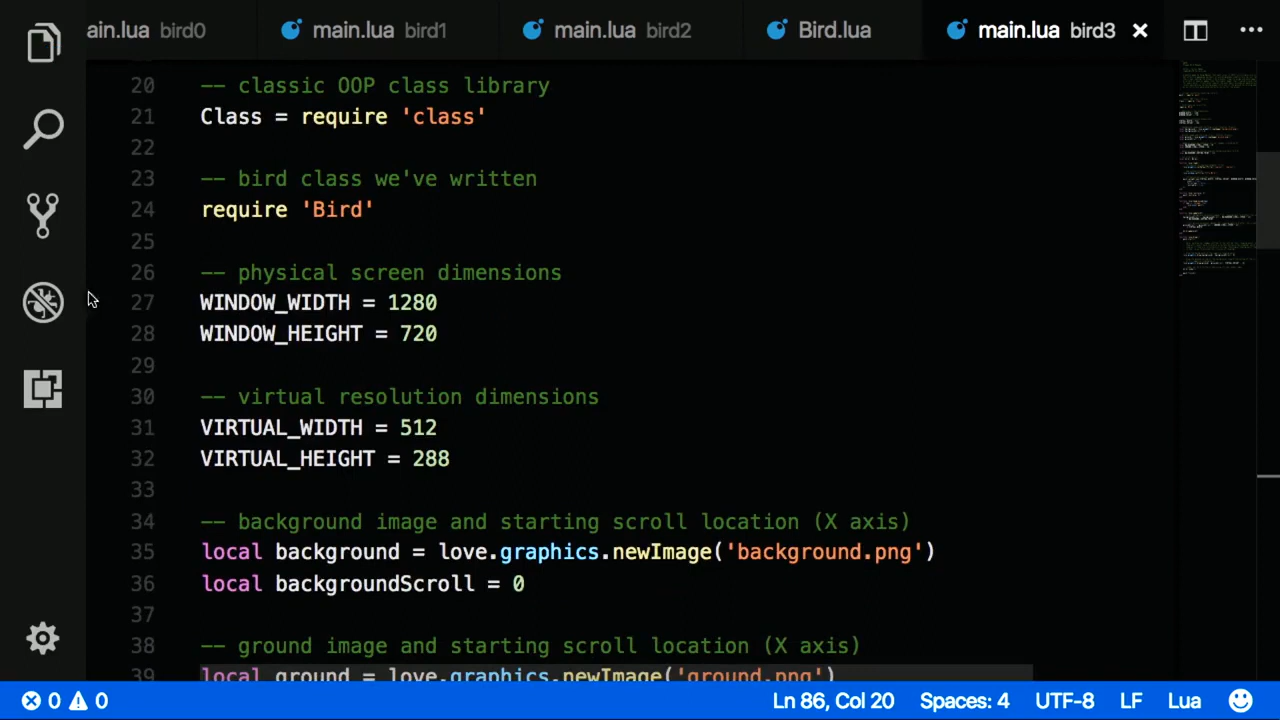 ain.lua bird0 main.lua bird1 main.lua bird2 Bird.lua main.lua bird3
20 -- classic OOP class library
21 Class = require 'class'
22
23 -- bird class we've written
24 require 'Bird'
25
26 -- physical screen dimensions
27 WINDOW_WIDTH = 1280
28 WINDOW_HEIGHT = 720
29
30 -- virtual resolution dimensions
31 VIRTUAL_WIDTH = 512
32 VIRTUAL_HEIGHT = 288
33
34 -- background image and starting scroll location (X axis)
35 local background = love.graphics.newImage('background.png')
36 local backgroundScroll = 0
37
38 -- ground image and starting scroll location (X axis)
39 local ground = love.graphics.newImage('ground.png')
0 0 Ln 86, Col 20 Spaces: 4 UTF-8 LF Lua